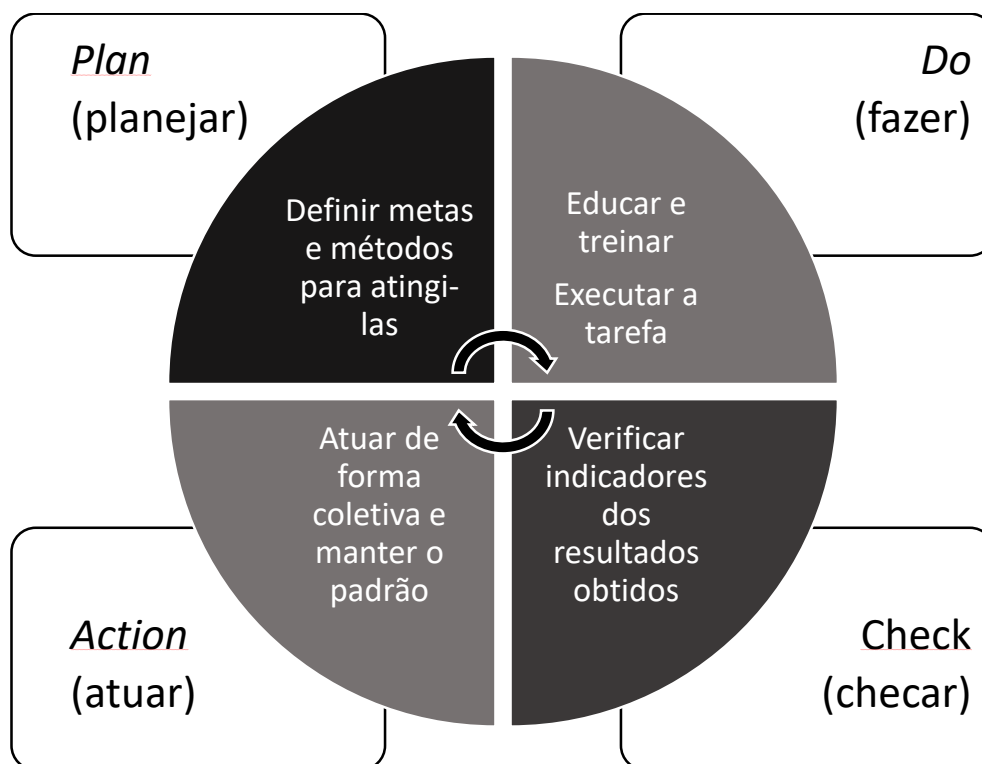 Plan
(planejar)
Do
(fazer)
Definir metas
e métodos
para atingi-
las
Educar e
treinar
Executar a
tarefa
Atuar de
forma
coletiva e
manter o
padrão
Verificar
indicadores
dos
resultados
obtidos
Action
(atuar)
Check
(checar)